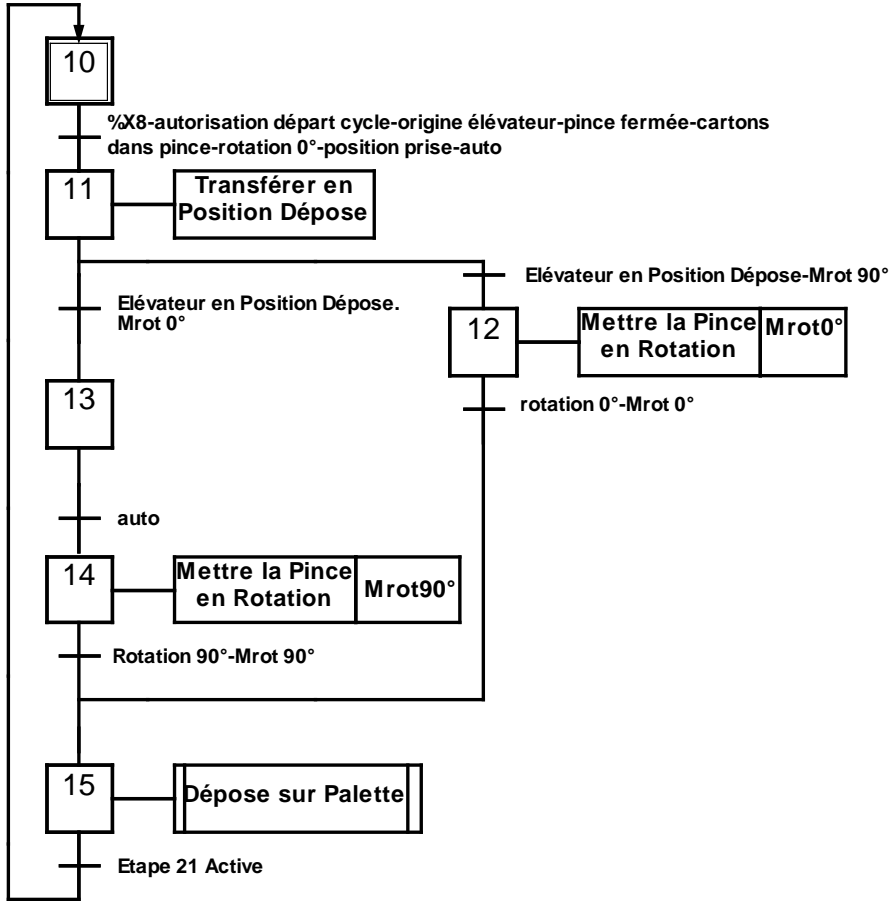 10
%X8-autorisation départ cycle-origine élévateur-pince fermée-cartons
dans pince-rotation 0°-position prise-auto
11
Transférer en
Position Dépose
Elévateur en Position Dépose.
Mrot 0°
Elévateur en Position Dépose-Mrot 90°
12
Mettre la Pince
en Rotation
Mrot0°
13
rotation 0°-Mrot 0°
auto
14
Mettre la Pince
en Rotation
Mrot90°
Rotation 90°-Mrot 90°
15
Dépose sur Palette
Etape 21 Active